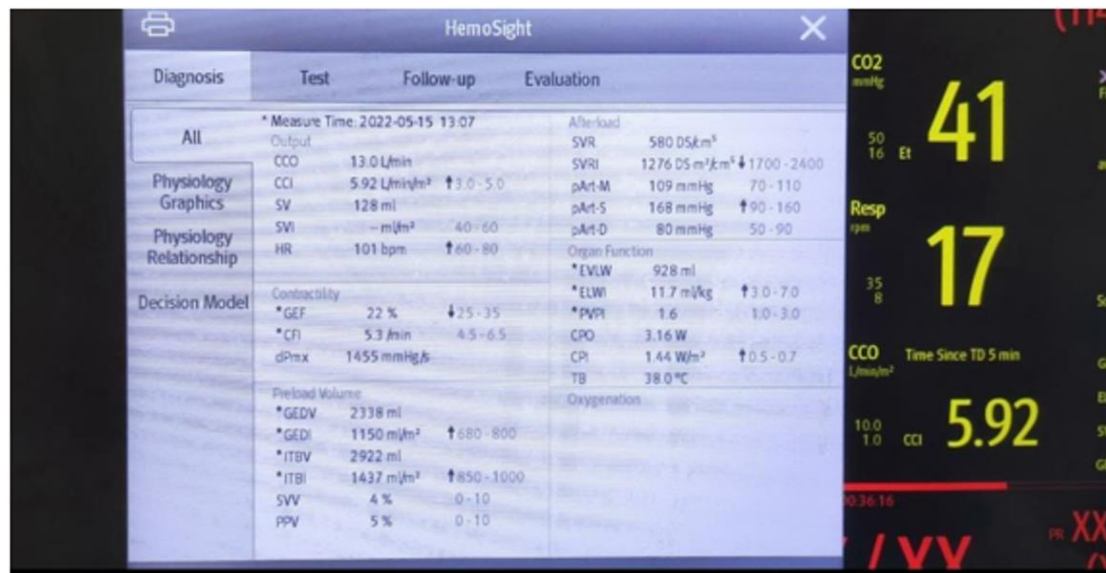 HemoSight
Diagnosis Test Follow-up Evaluation
All
Physiology
Graphics
Physiology
Relationship
Decision Model
* Measure Time: 2022-05-15 13:07
Output
CCO 13.0 L/min
CCI 5.92 L/min/m² ↑3.0 - 5.0
SV 128 ml
SVI -- ml/m² 40 - 60
HR 101 bpm ↑60 - 80
Contractility
*GEF 22 % ↓25 - 35
*CFI 5.3 /min 4.5 - 6.5
dPmx 1455 mmHg/s
Preload Volume
*GEDV 2338 ml
*GEDI 1150 ml/m² ↑680 - 800
*ITBV 2922 ml
*ITBI 1437 ml/m² ↑850 - 1000
SVV 4 % 0 - 10
PPV 5 % 0 - 10
Afterload
SVR 580 DS/cm⁵
SVRI 1276 DS·m²/cm⁵ ↓1700 - 2400
pArt-M 109 mmHg 70 - 110
pArt-S 168 mmHg ↑90 - 160
pArt-D 80 mmHg 50 - 90
Organ Function
*EVLW 928 ml
*ELWI 11.7 ml/kg ↑3.0 - 7.0
*PVPI 1.6 1.0 - 3.0
CPO 3.16 W
CPI 1.44 W/m² ↑0.5 - 0.7
TB 38.0 °C
Oxygenation
CO2
mmHg
50
16
Et
41
Resp
rpm
35
8
17
CCO Time Since TD 5 min
L/min/m²
10.0
1.0
CCI
5.92
0:36:16
PR XX